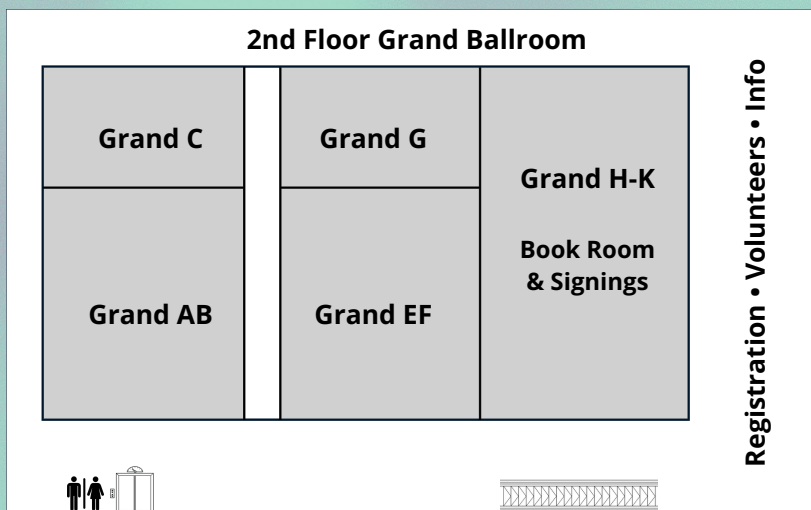 2nd Floor Grand Ballroom
Grand C
Grand G
Grand H-K
Book Room
& Signings
Grand AB
Grand EF
Registration • Volunteers • Info